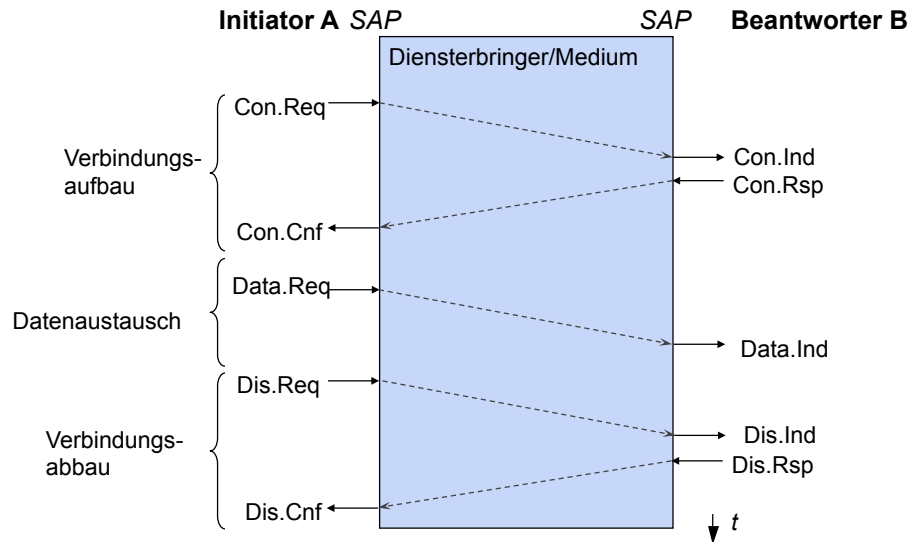 Initiator A SAP SAP Beantworter B
Diensterbringer/Medium
Con.Req
Verbindungs-
aufbau
Con.Ind
Con.Rsp
Con.Cnf
Data.Req
Datenaustausch
Data.Ind
Dis.Req
Verbindungs-
abbau
Dis.Ind
Dis.Rsp
Dis.Cnf
t